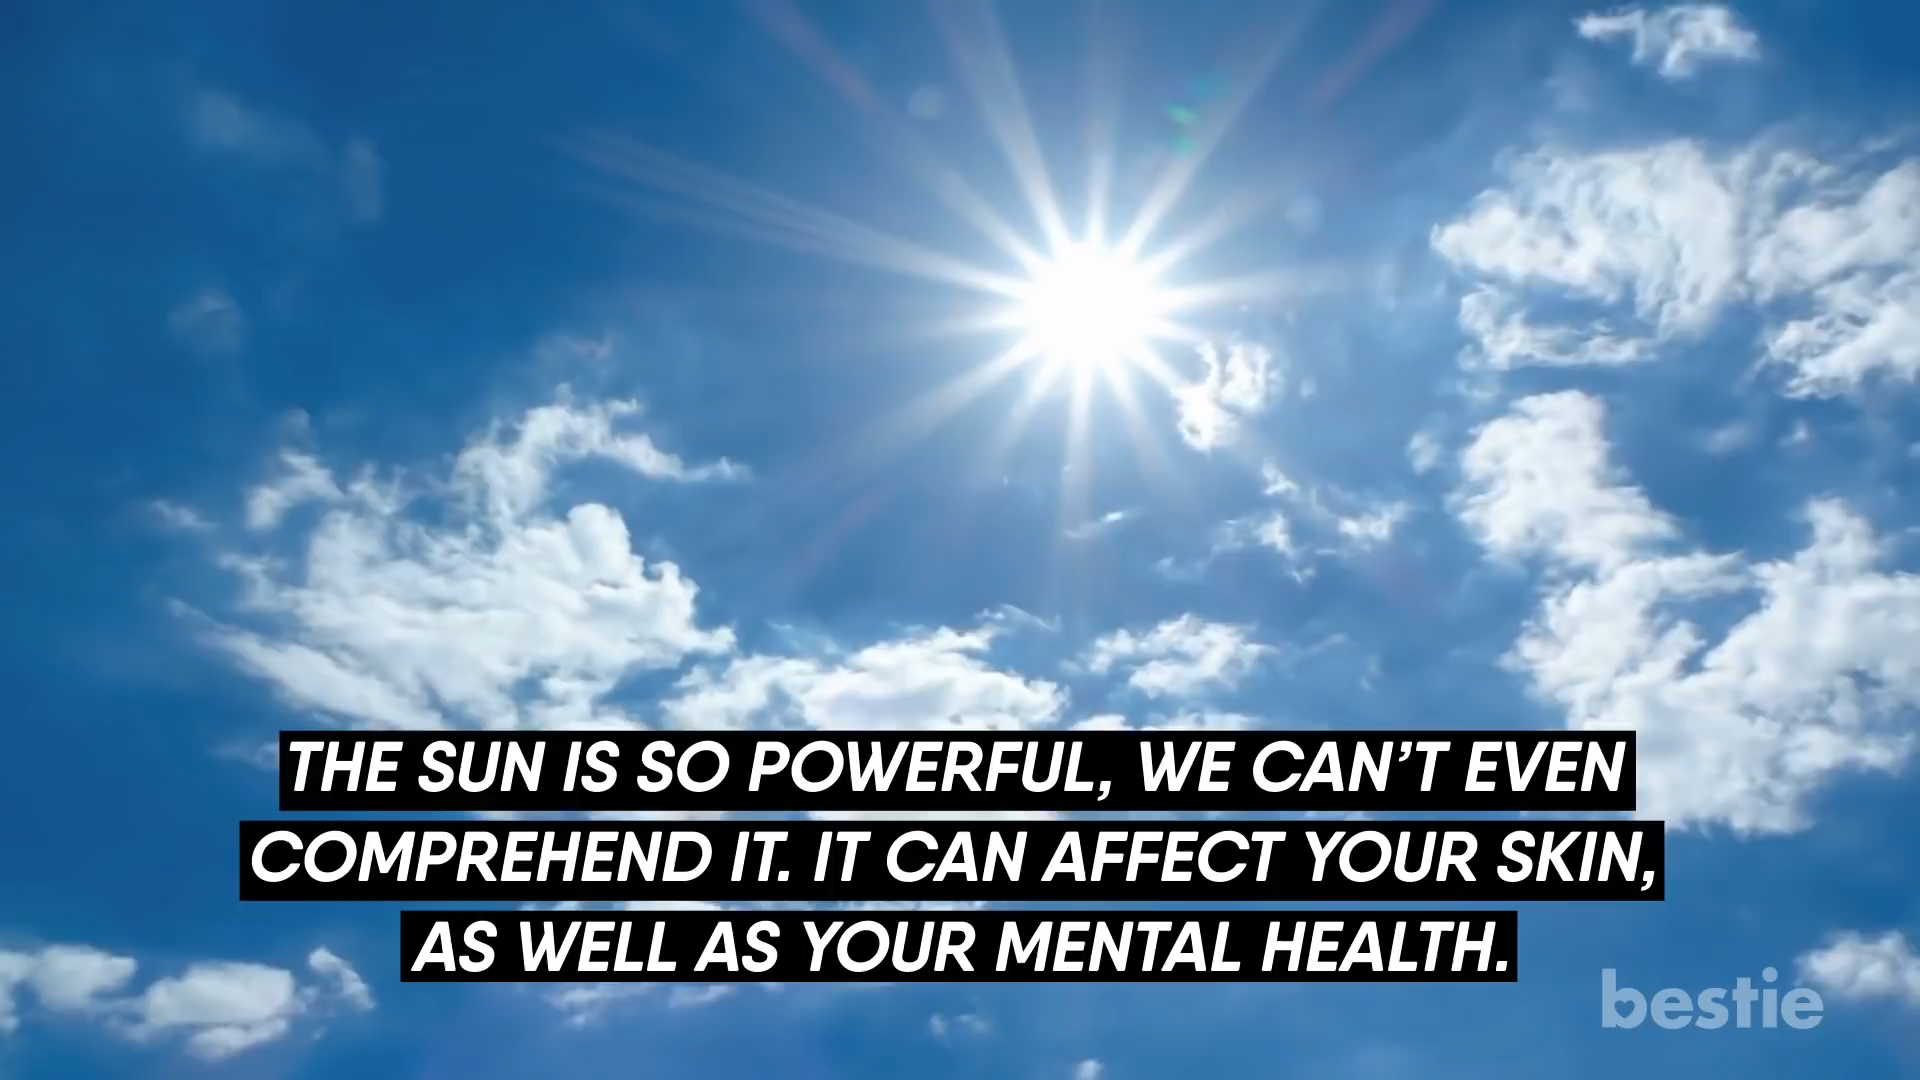 THE SUN IS SO POWERFUL, WE CAN’T EVEN
COMPREHEND IT. IT CAN AFFECT YOUR SKIN,
AS WELL AS YOUR MENTAL HEALTH.
bestie